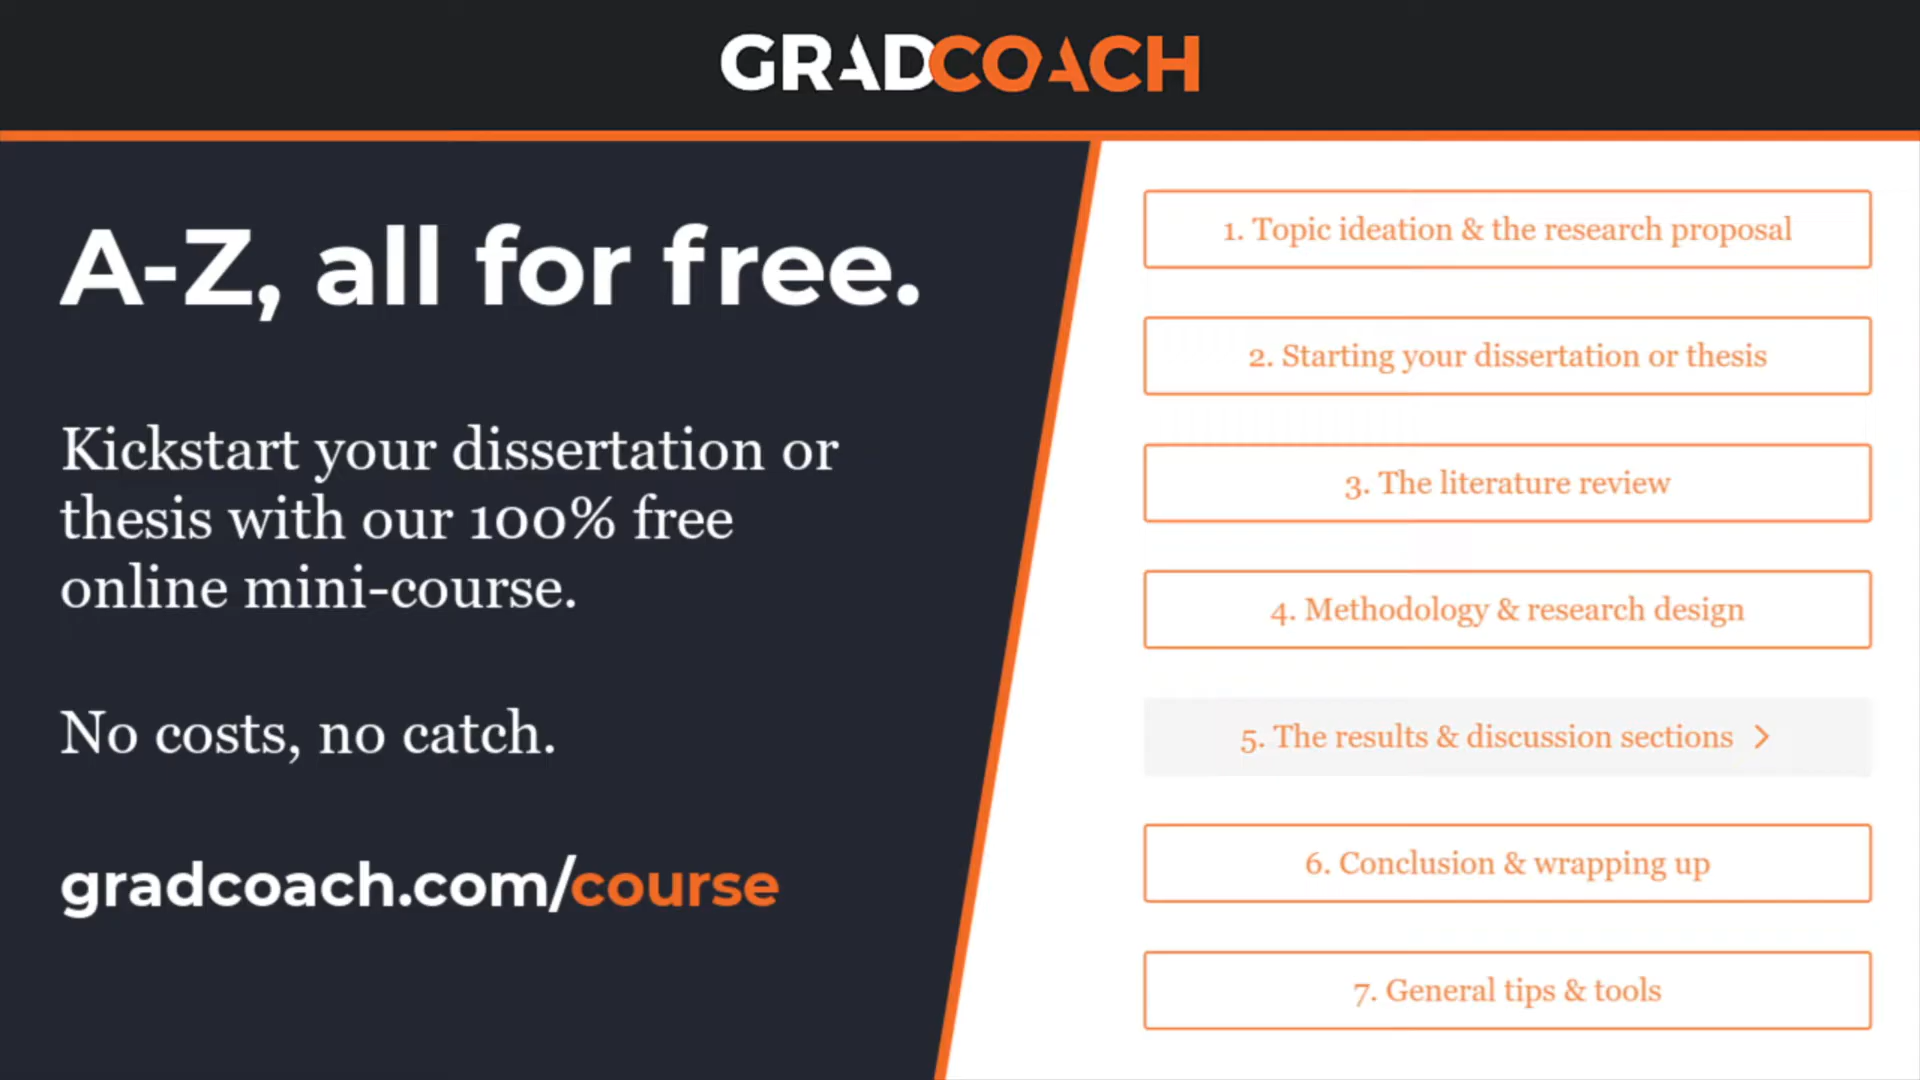 GRADCOACH
A-Z, all for free.
Kickstart your dissertation or
thesis with our 100% free
online mini-course.
No costs, no catch.
gradcoach.com/course
1. Topic ideation & the research proposal
2. Starting your dissertation or thesis
3. The literature review
4. Methodology & research design
5. The results & discussion sections >
6. Conclusion & wrapping up
7. General tips & tools